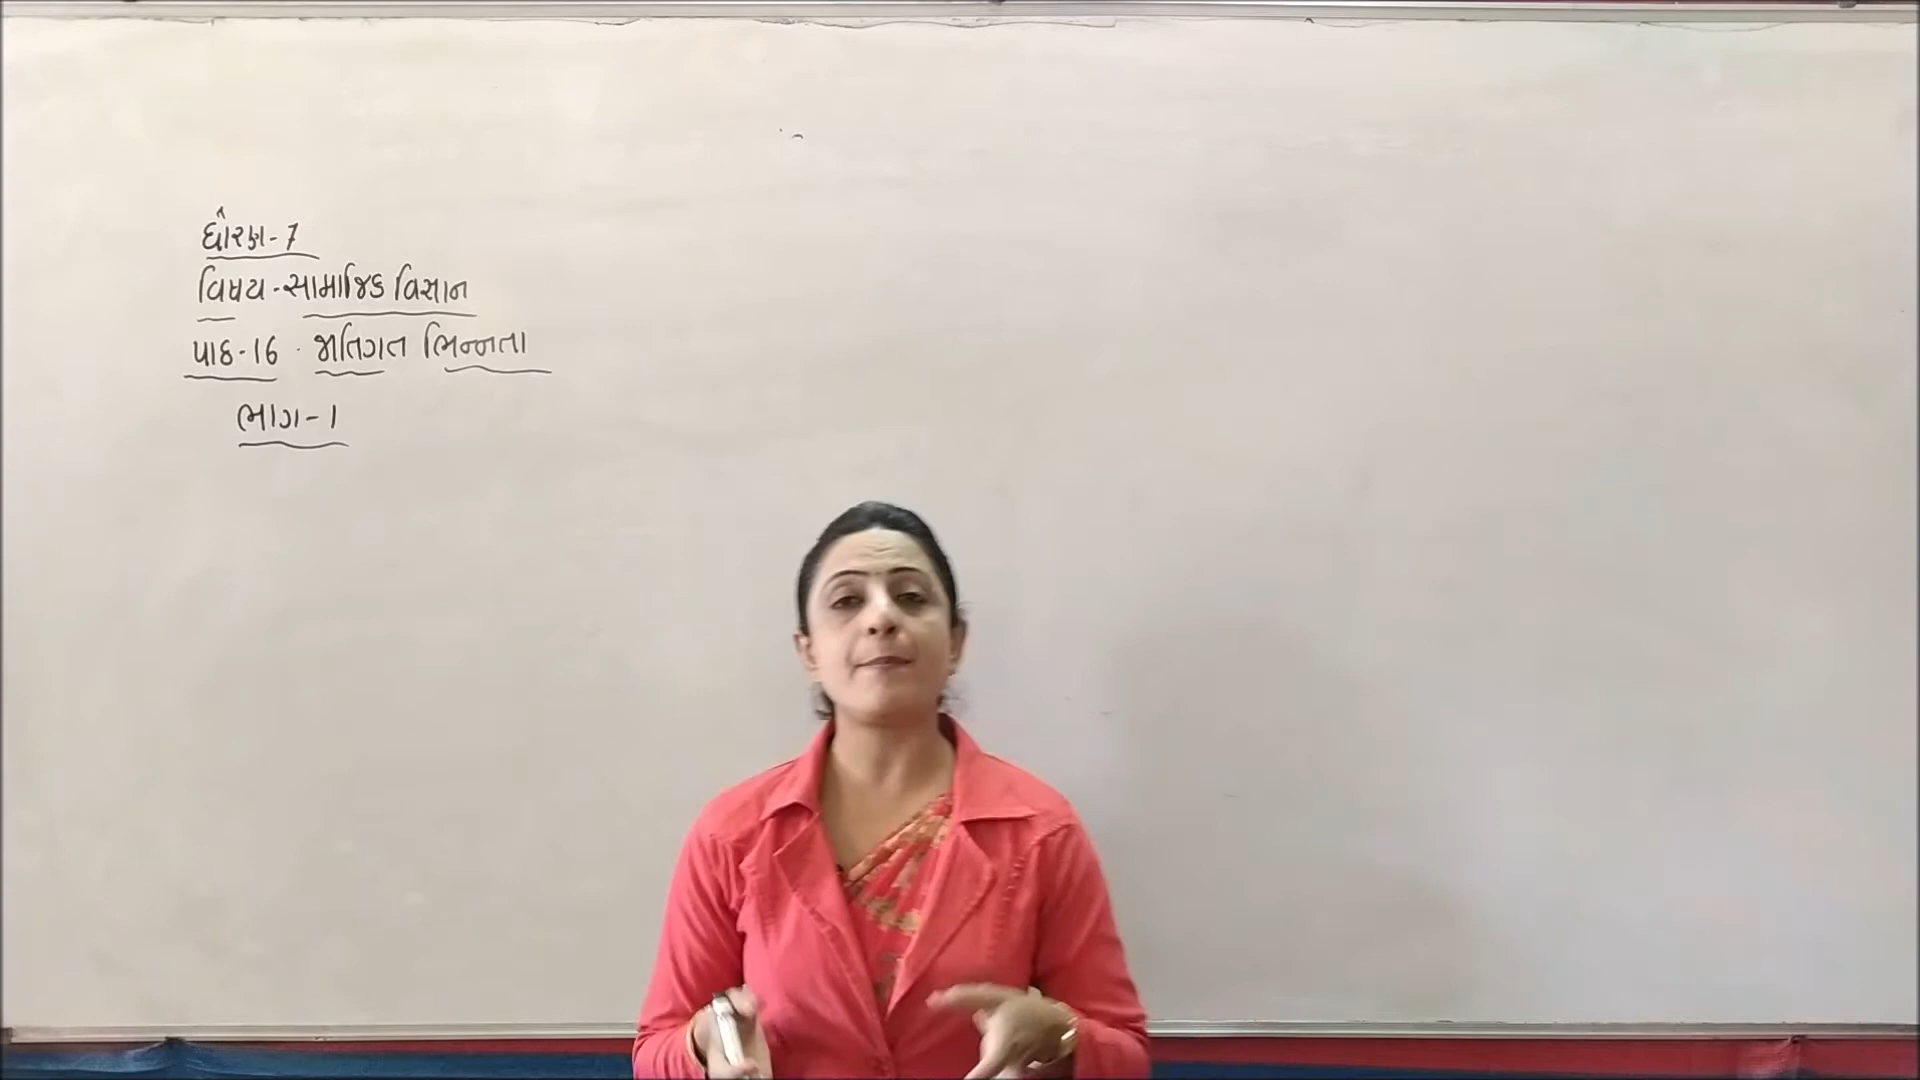 ધોરણ-7
વિષય-સામાજિક વિજ્ઞાન
પાઠ-16 · જાતિગત ભિન્નતા
ભાગ-1